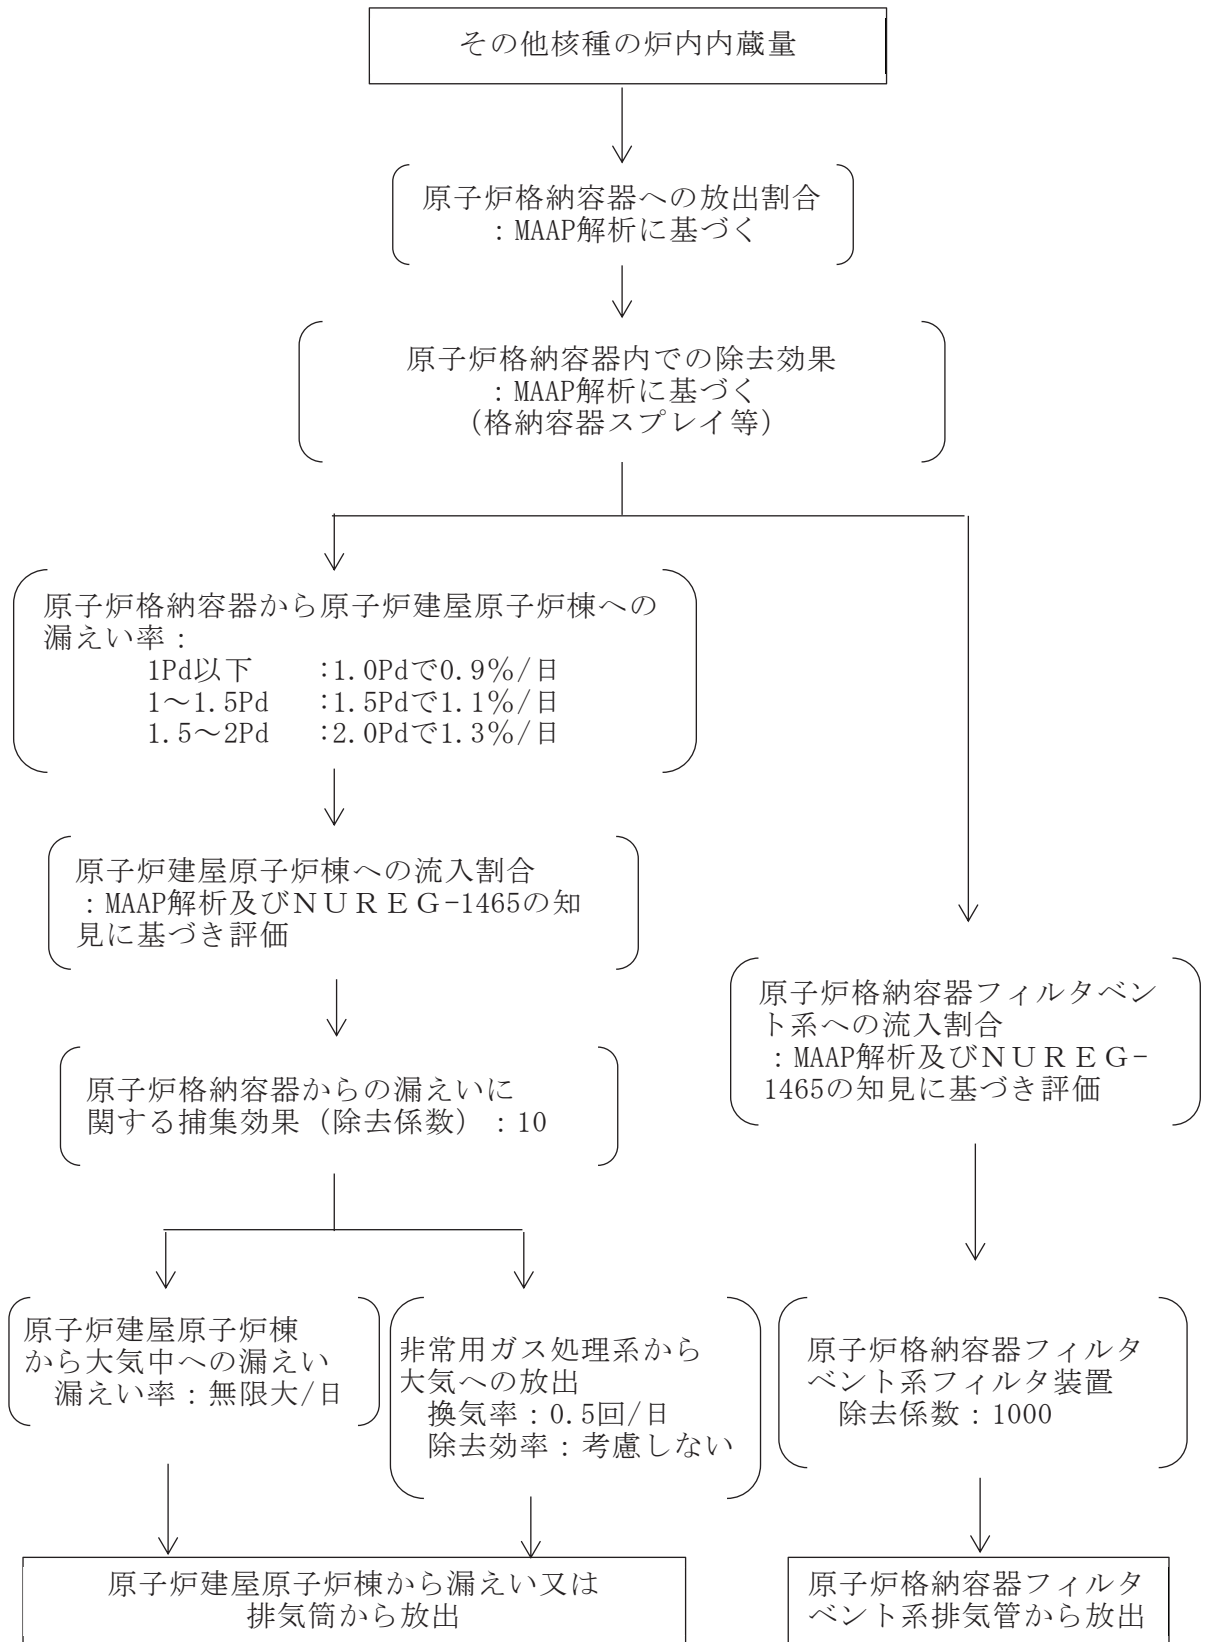 その他核種の炉内内蔵量
原子炉格納容器への放出割合
：MAAP解析に基づく
原子炉格納容器内での除去効果
：MAAP解析に基づく
（格納容器スプレイ等）
原子炉格納容器から原子炉建屋原子炉棟への
漏えい率：
1Pd以下　：1.0Pdで0.9%/日
1～1.5Pd　：1.5Pdで1.1%/日
1.5～2Pd　：2.0Pdで1.3%/日
原子炉建屋原子炉棟への流入割合
：MAAP解析及びＮＵＲＥＧ-1465の知
見に基づき評価
原子炉格納容器からの漏えいに
関する捕集効果（除去係数）：10
原子炉建屋原子炉棟
から大気中への漏えい
漏えい率：無限大/日
非常用ガス処理系から
大気への放出
換気率：0.5回/日
除去効率：考慮しない
原子炉建屋原子炉棟から漏えい又は
排気筒から放出
原子炉格納容器フィルタベン
ト系への流入割合
：MAAP解析及びＮＵＲＥＧ-
1465の知見に基づき評価
原子炉格納容器フィルタ
ベント系フィルタ装置
除去係数：1000
原子炉格納容器フィルタ
ベント系排気管から放出